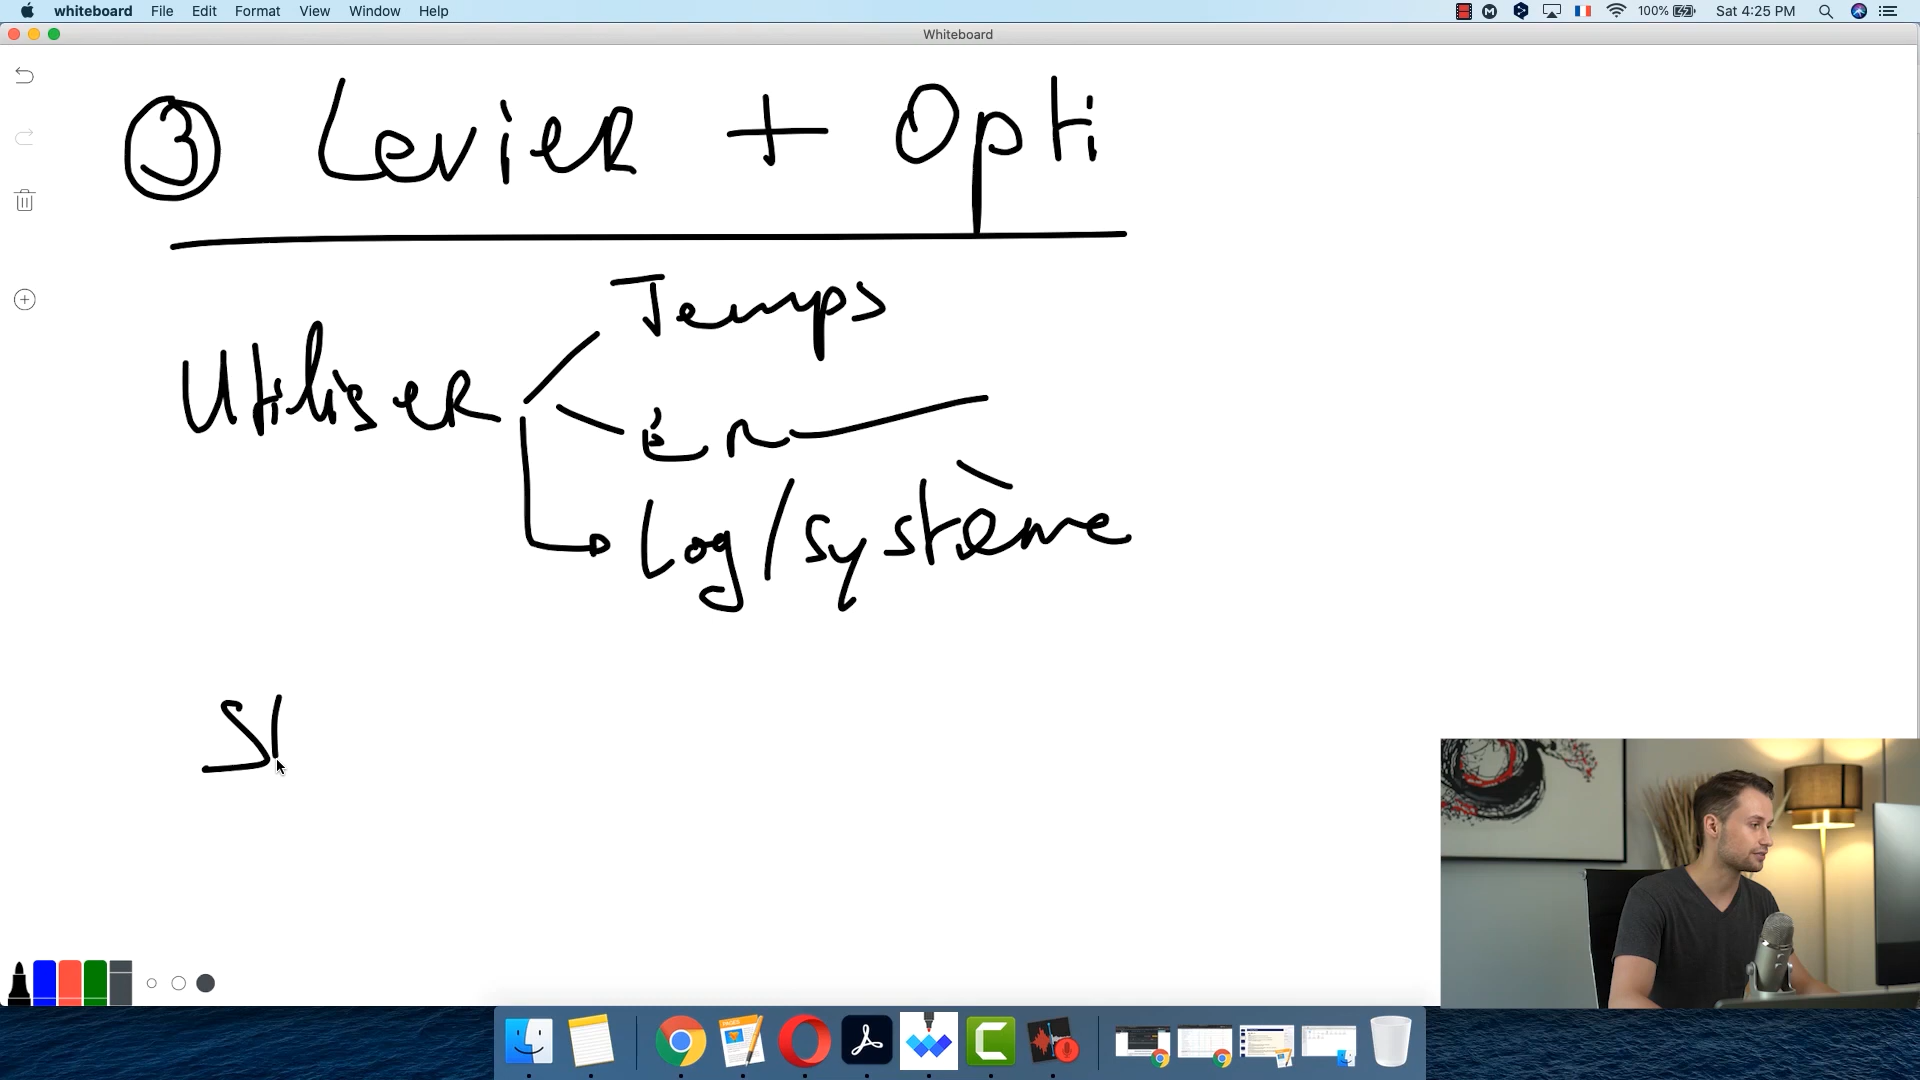 whiteboard File Edit Format View Window Help 100% Sat 4:25 PM
Whiteboard
③ Levier + Opti
Temps
Utiliser
Log/système